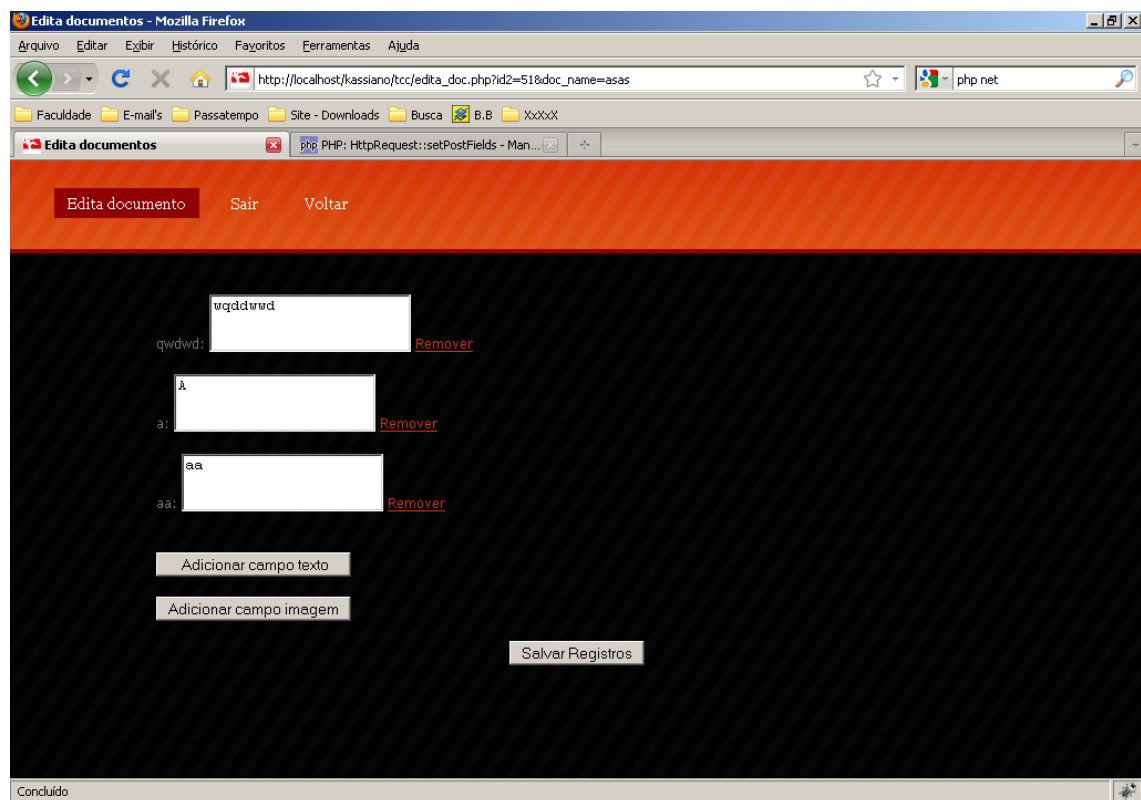 Edita documentos - Mozilla Firefox
Arquivo Editar Exibir Histórico Favoritos Ferramentas Ajuda
http://localhost/kassiano/tcc/edita_doc.php?id2=51&doc_name=asas php net
Faculdade E-mail's Passatempo Site - Downloads Busca B.B XxXxX
Edita documentos php PHP: HttpRequest::setPostFields - Man...
Edita documento Sair Voltar
wqddwwd
qwdwd: Remover
A
a: Remover
aa
aa: Remover
Adicionar campo texto
Adicionar campo imagem
Salvar Registros
Concluído